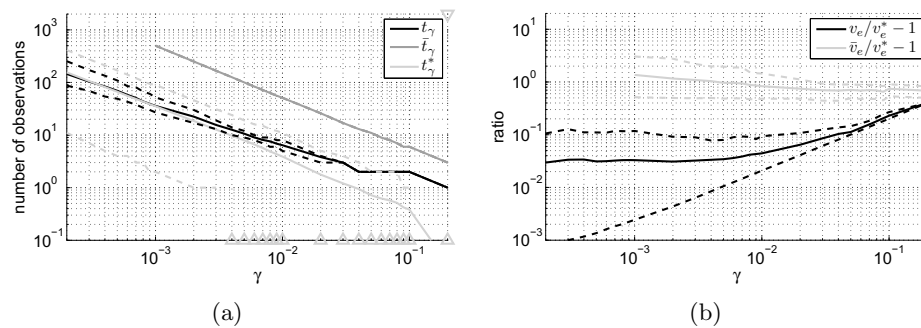 number of observations
10^3
10^2
10^1
10^0
10^-1
10^-3
10^-2
10^-1
γ
t_γ
t̄_γ
t*_γ
(a)
ratio
10^1
10^0
10^-1
10^-2
10^-3
10^-3
10^-2
10^-1
γ
v_e/v*_e − 1
v̄_e/v*_e − 1
(b)